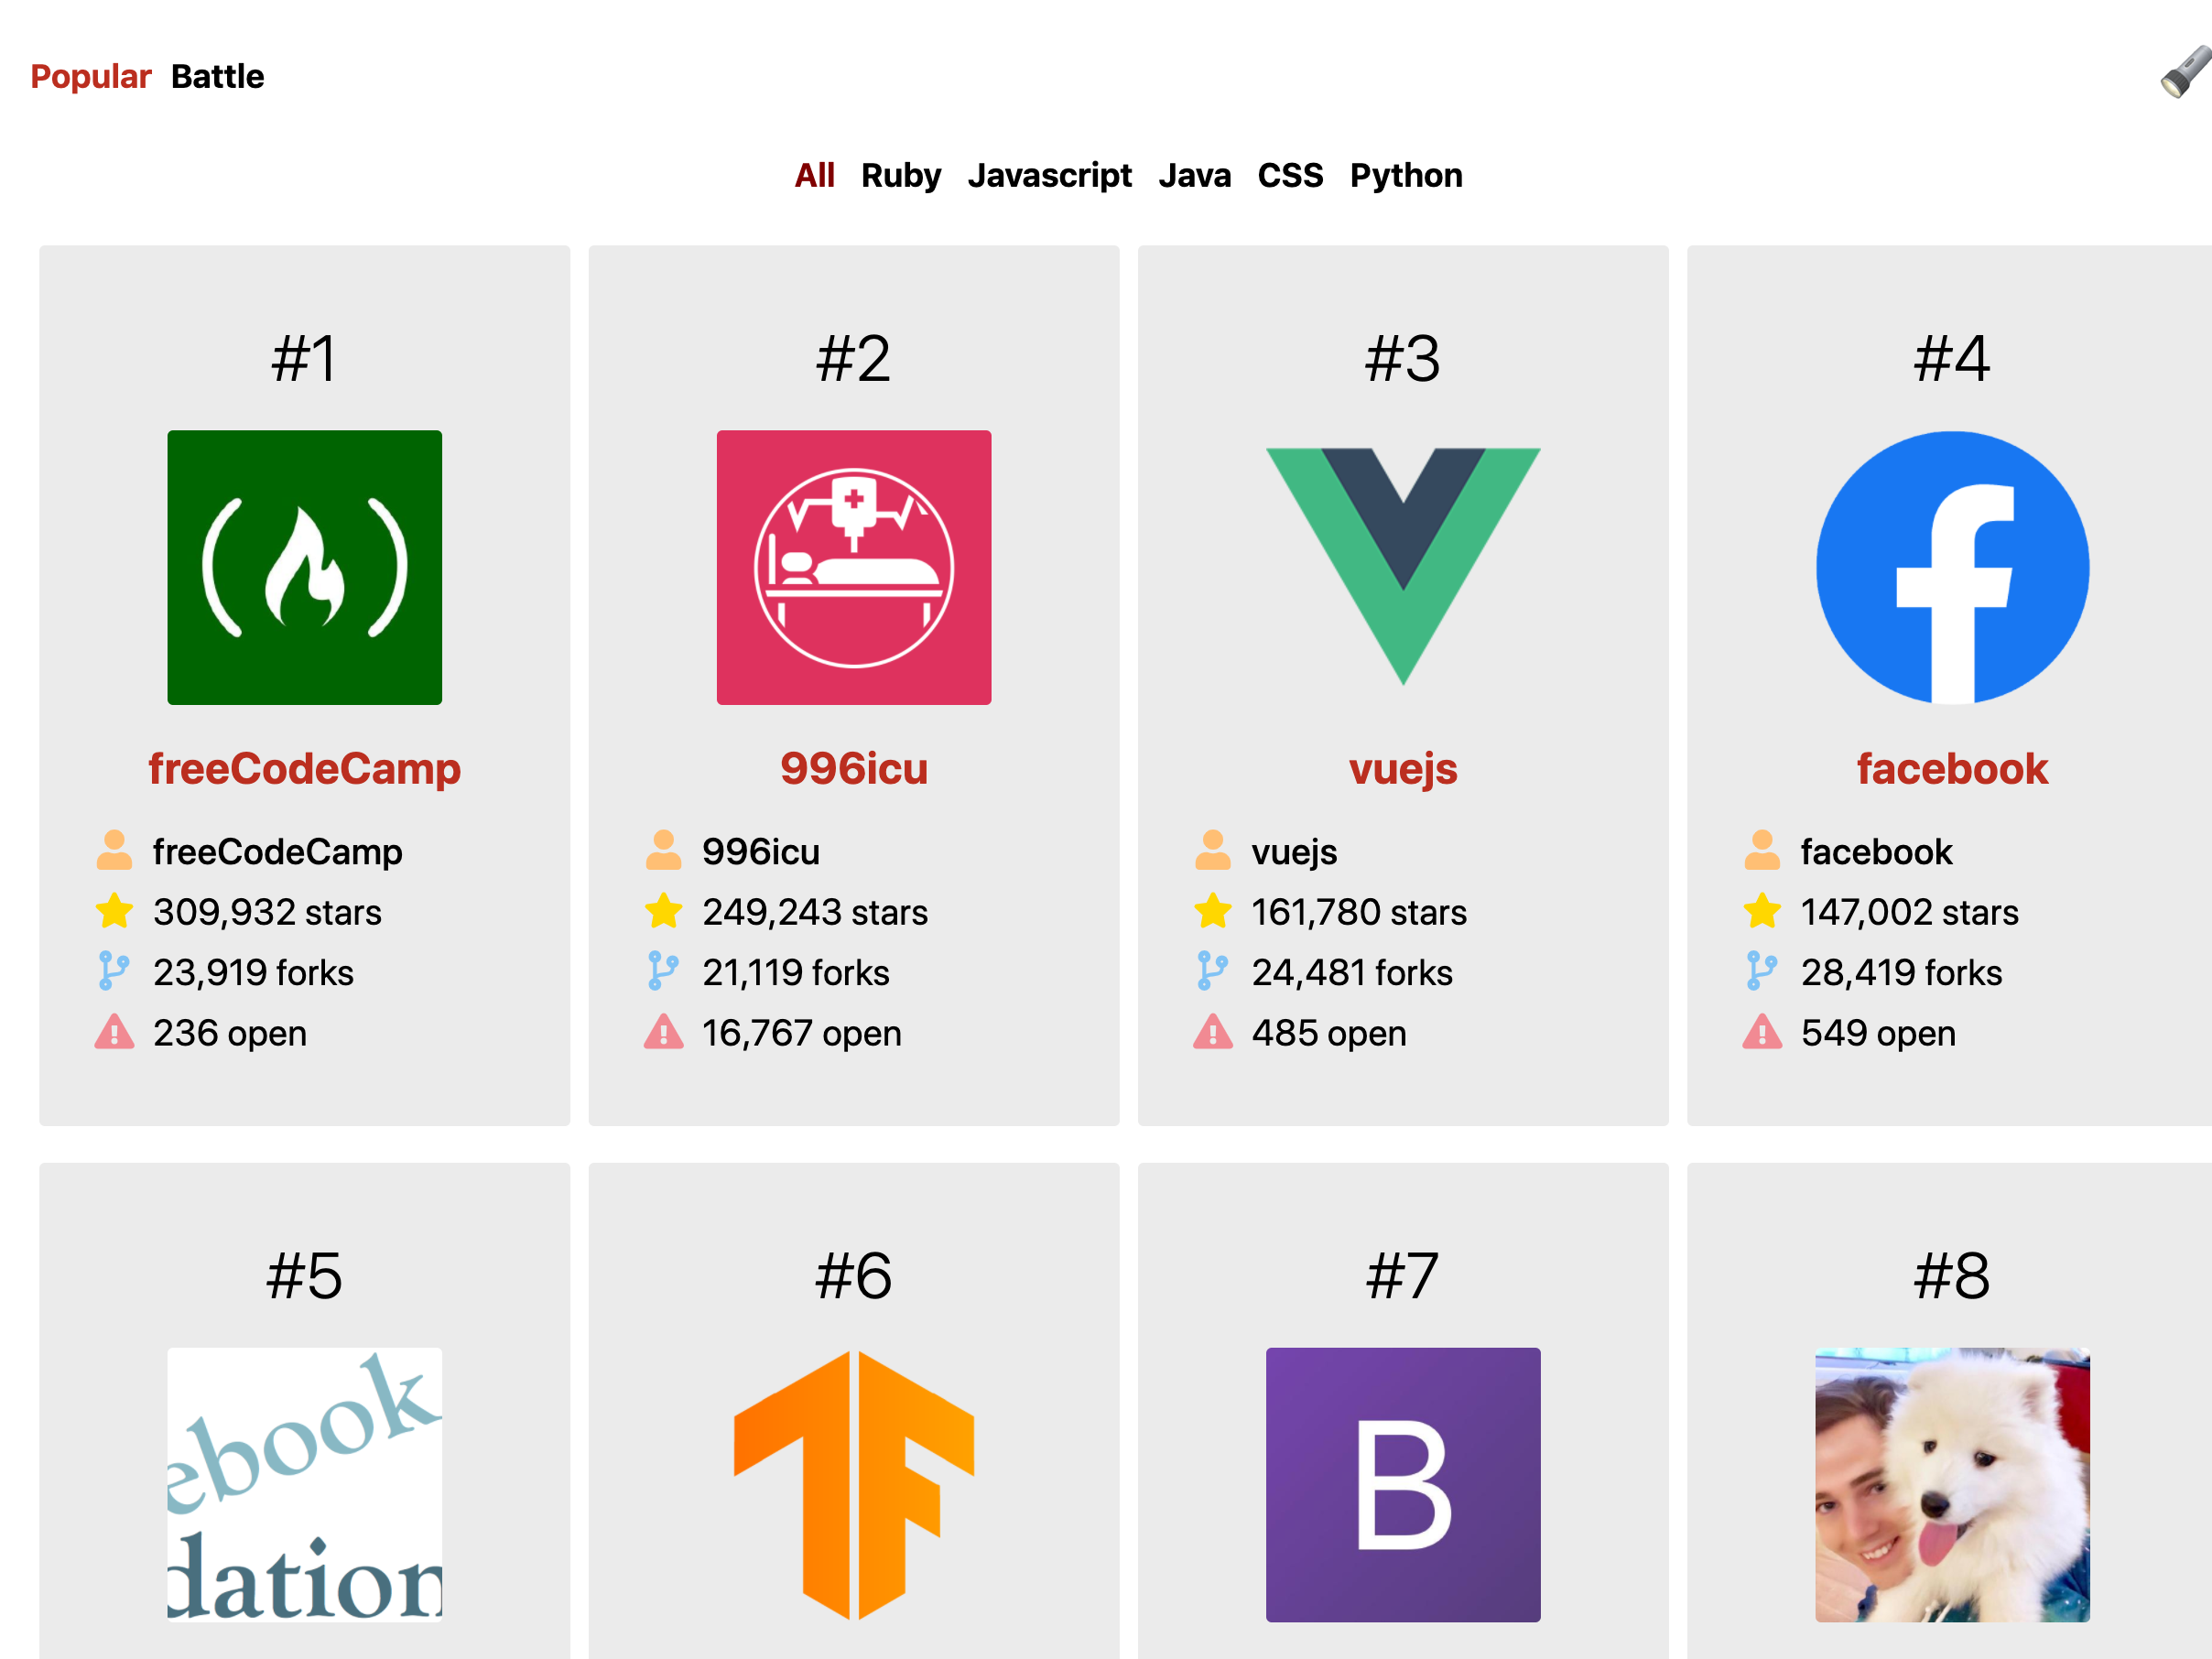 Popular Battle
All Ruby Javascript Java CSS Python
#1
freeCodeCamp
freeCodeCamp
309,932 stars
23,919 forks
236 open
#2
996icu
996icu
249,243 stars
21,119 forks
16,767 open
#3
vuejs
vuejs
161,780 stars
24,481 forks
485 open
#4
facebook
facebook
147,002 stars
28,419 forks
549 open
#5
ebook
dation
#6
TF
#7
B
#8